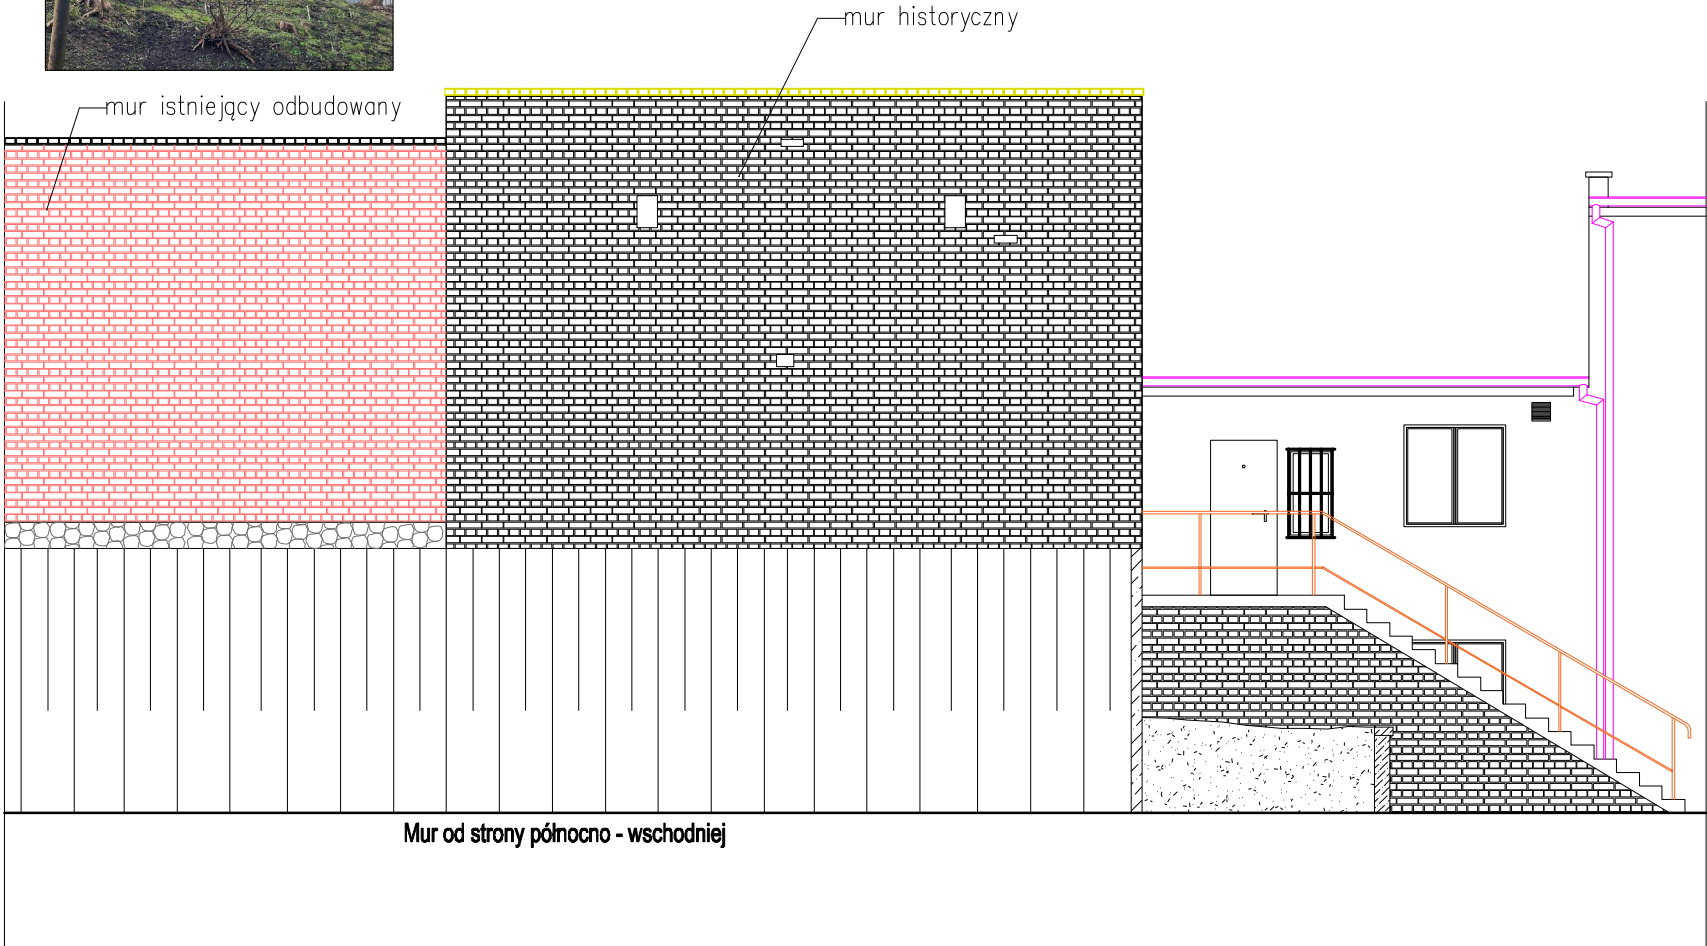 mur historyczny
mur istniejący odbudowany
Mur od strony północno - wschodniej